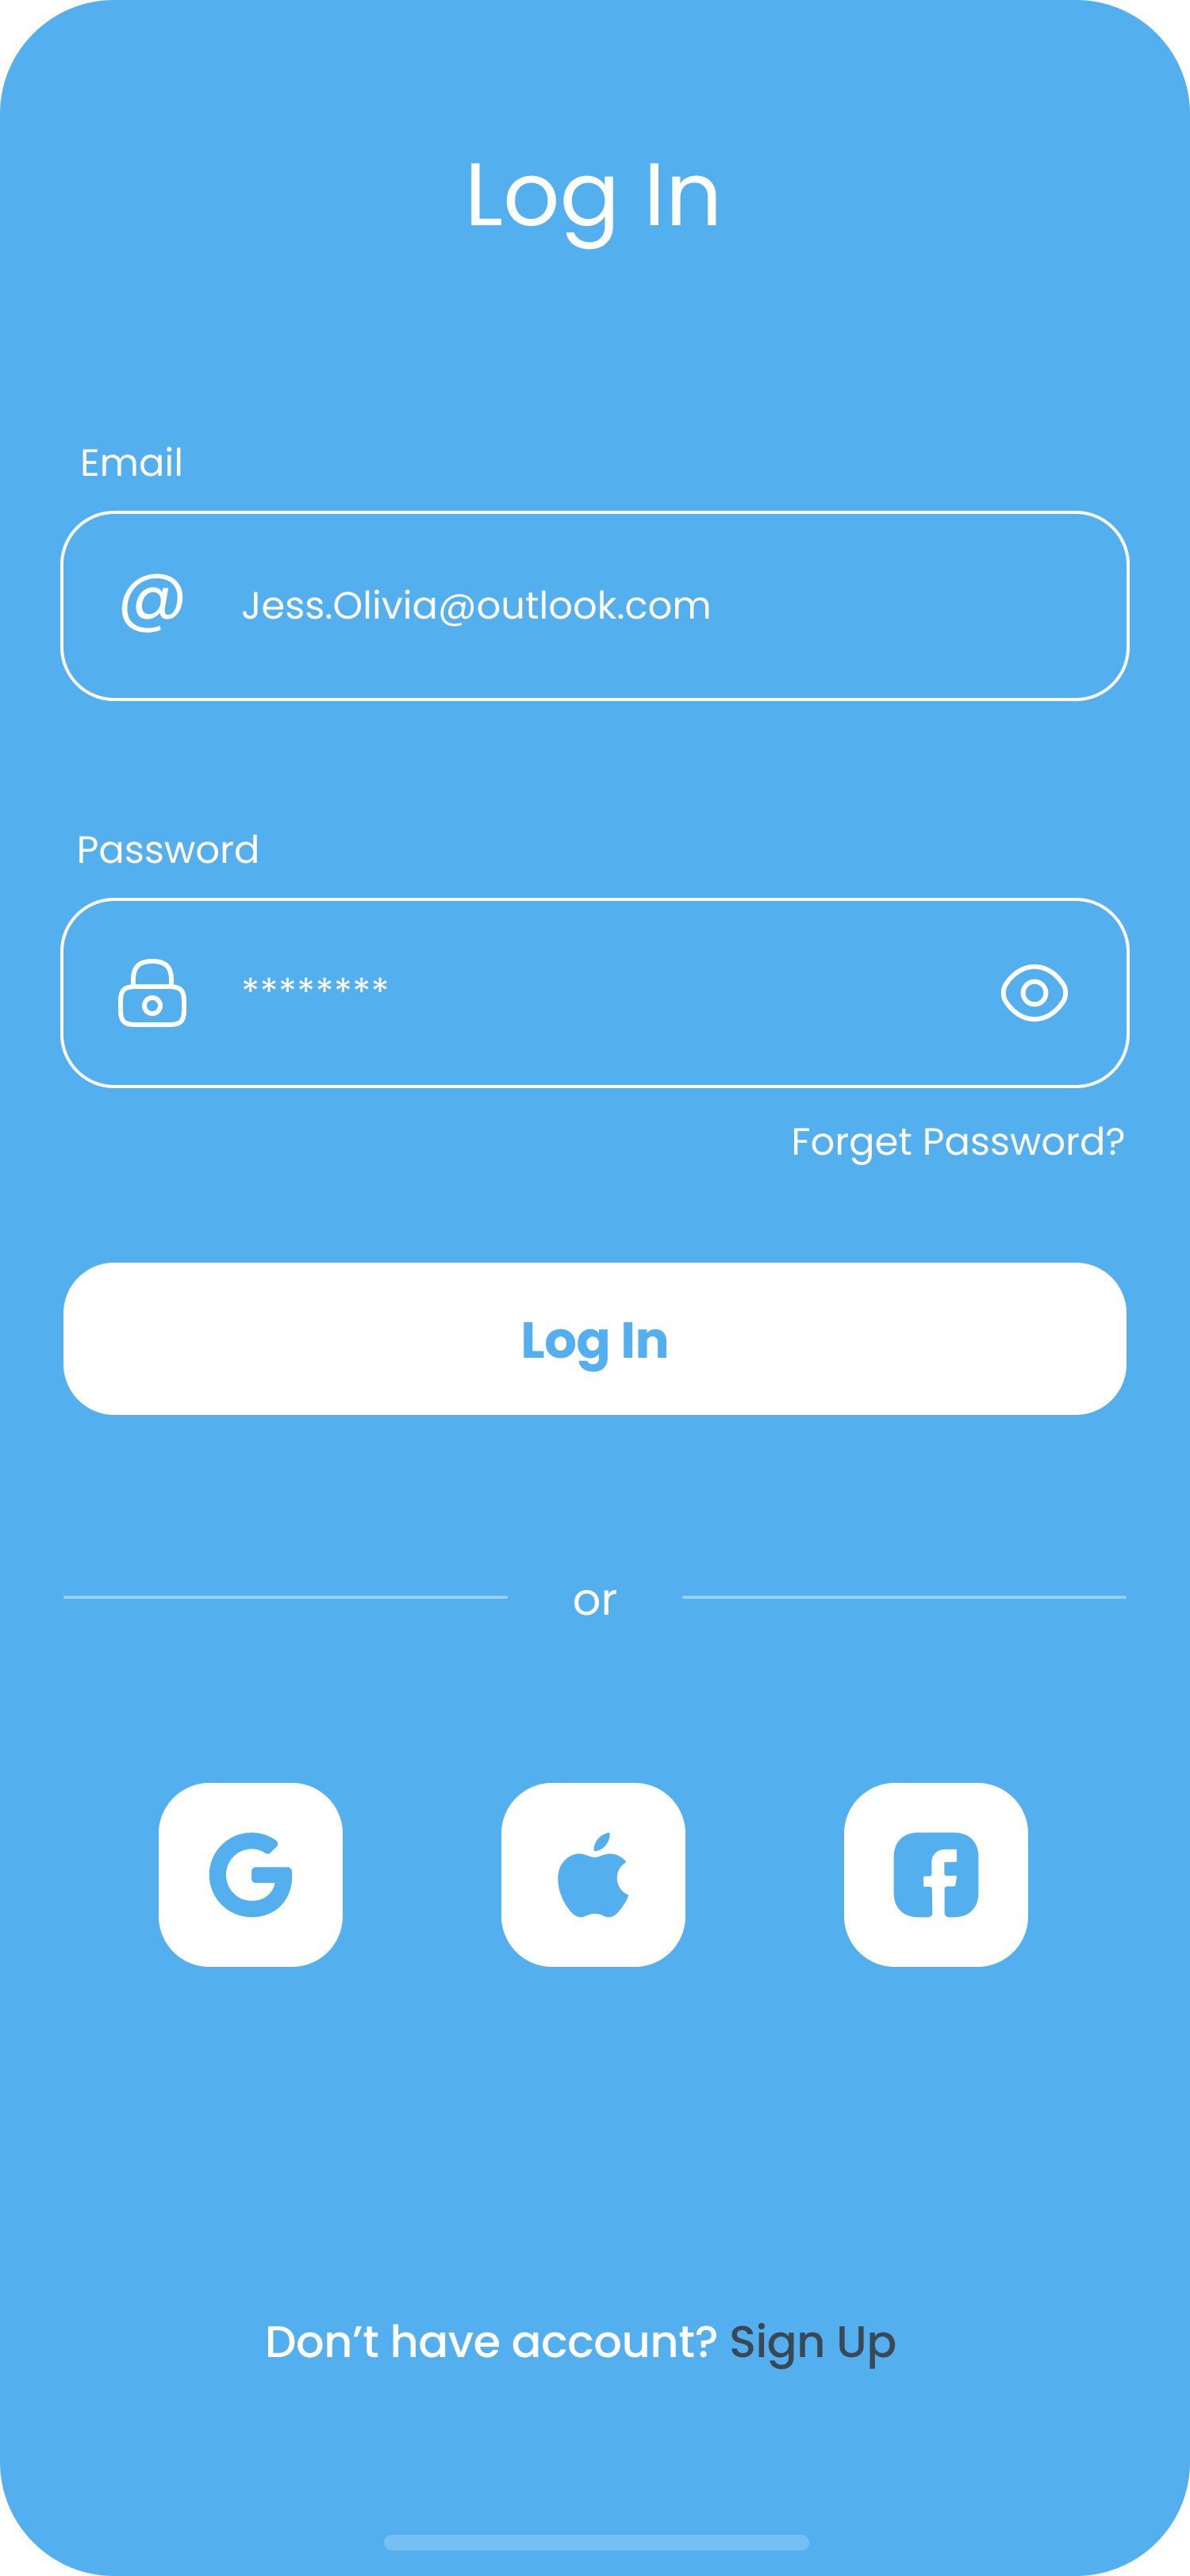 Log In
Email
@ Jess.Olivia@outlook.com
Password
********
Forget Password?
Log In
or
Don’t have account? Sign Up